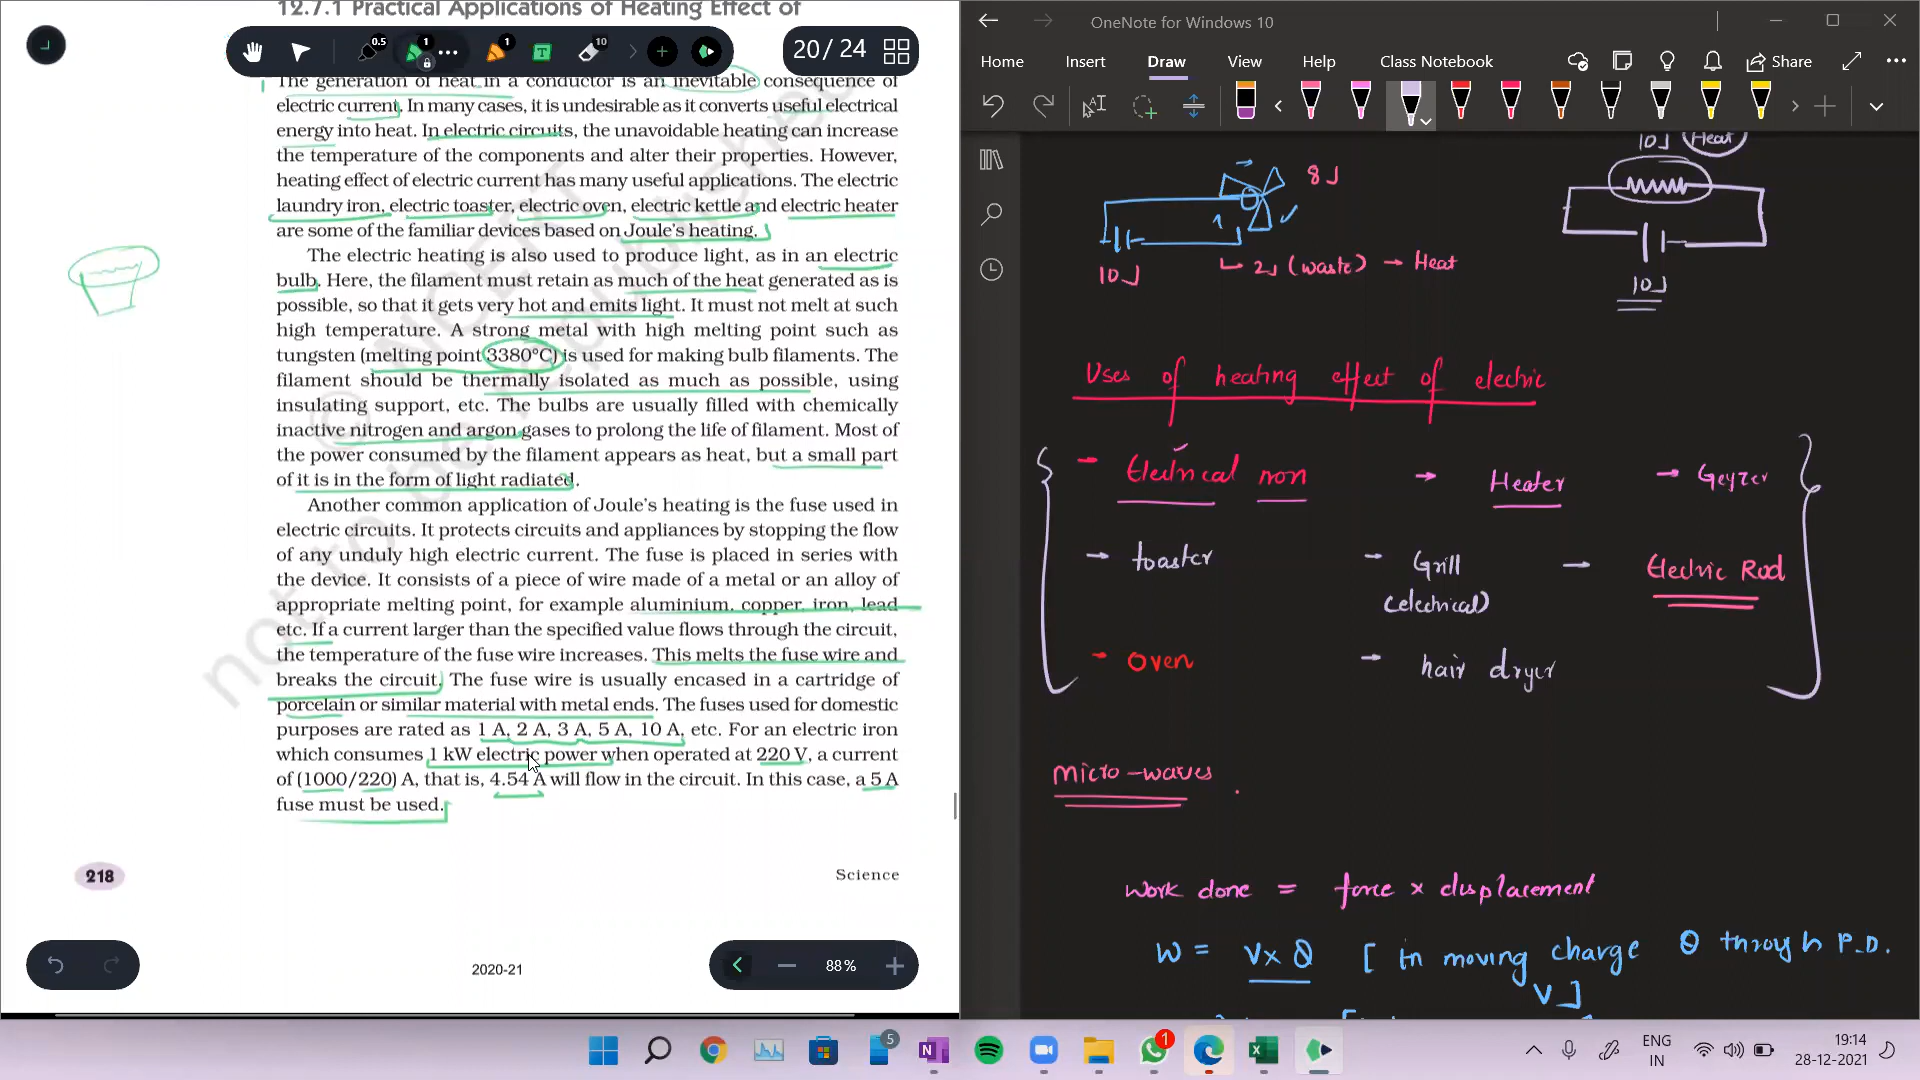 12.7.1 Practical Applications of Heating Effect of
0.5
1
10
1
20 / 24
The generation of heat in a conductor is an inevitable consequence of
electric current. In many cases, it is undesirable as it converts useful electrical
energy into heat. In electric circuits, the unavoidable heating can increase
the temperature of the components and alter their properties. However,
heating effect of electric current has many useful applications. The electric
laundry iron, electric toaster, electric oven, electric kettle and electric heater
are some of the familiar devices based on Joule's heating.
The electric heating is also used to produce light, as in an electric
bulb. Here, the filament must retain as much of the heat generated as is
possible, so that it gets very hot and emits light. It must not melt at such
high temperature. A strong metal with high melting point such as
tungsten (melting point 3380°C) is used for making bulb filaments. The
filament should be thermally isolated as much as possible, using
insulating support, etc. The bulbs are usually filled with chemically
inactive nitrogen and argon gases to prolong the life of filament. Most of
the power consumed by the filament appears as heat, but a small part
of it is in the form of light radiated.
Another common application of Joule's heating is the fuse used in
electric circuits. It protects circuits and appliances by stopping the flow
of any unduly high electric current. The fuse is placed in series with
the device. It consists of a piece of wire made of a metal or an alloy of
appropriate melting point, for example aluminium, copper, iron, lead
etc. If a current larger than the specified value flows through the circuit,
the temperature of the fuse wire increases. This melts the fuse wire and
breaks the circuit. The fuse wire is usually encased in a cartridge of
porcelain or similar material with metal ends. The fuses used for domestic
purposes are rated as 1 A, 2 A, 3 A, 5 A, 10 A, etc. For an electric iron
which consumes 1 kW electric power when operated at 220 V, a current
of (1000/220) A, that is, 4.54 A will flow in the circuit. In this case, a 5 A
fuse must be used.
© NCERT
not to be republished
218
Science
2020-21
88%
OneNote for Windows 10
Home Insert Draw View Help Class Notebook Share
10J Heat
8J
10J
2J (waste) → Heat
10J
Uses of heating effect of electric
- Electrical iron → Heater → Geyzer
→ toaster → Grill → Electric Rod
(electrical)
- Oven → hair dryer
micro-waves
work done = force × displacement
W = V × Q [ in moving charge Q through P.D.
V ]
5
1
ENG
IN
19:14
28-12-2021